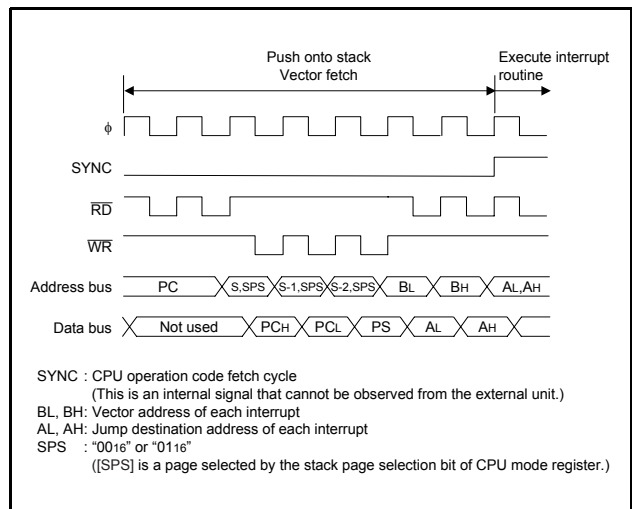 Push onto stack
Vector fetch
Execute interrupt
routine
ϕ
SYNC
RD
WR
Address bus
PC
S,SPS
S-1,SPS
S-2,SPS
BL
BH
AL,AH
Data bus
Not used
PCH
PCL
PS
AL
AH
SYNC : CPU operation code fetch cycle
(This is an internal signal that cannot be observed from the external unit.)
BL, BH: Vector address of each interrupt
AL, AH: Jump destination address of each interrupt
SPS : “0016” or “0116”
([SPS] is a page selected by the stack page selection bit of CPU mode register.)